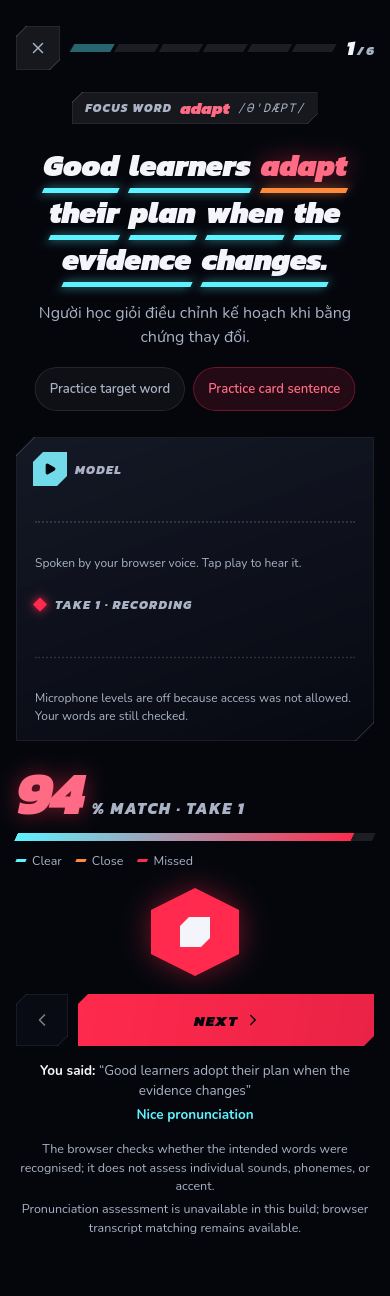 1 / 6
FOCUS WORD adapt /əˈdæpt/
Good learners adapt
their plan when the
evidence changes.
Người học giỏi điều chỉnh kế hoạch khi bằng
chứng thay đổi.
Practice target word
Practice card sentence
MODEL
Spoken by your browser voice. Tap play to hear it.
TAKE 1 · RECORDING
Microphone levels are off because access was not allowed.
Your words are still checked.
94 % MATCH · TAKE 1
Clear Close Missed
NEXT
You said: “Good learners adopt their plan when the
evidence changes”
Nice pronunciation
The browser checks whether the intended words were
recognised; it does not assess individual sounds, phonemes, or
accent.
Pronunciation assessment is unavailable in this build; browser
transcript matching remains available.